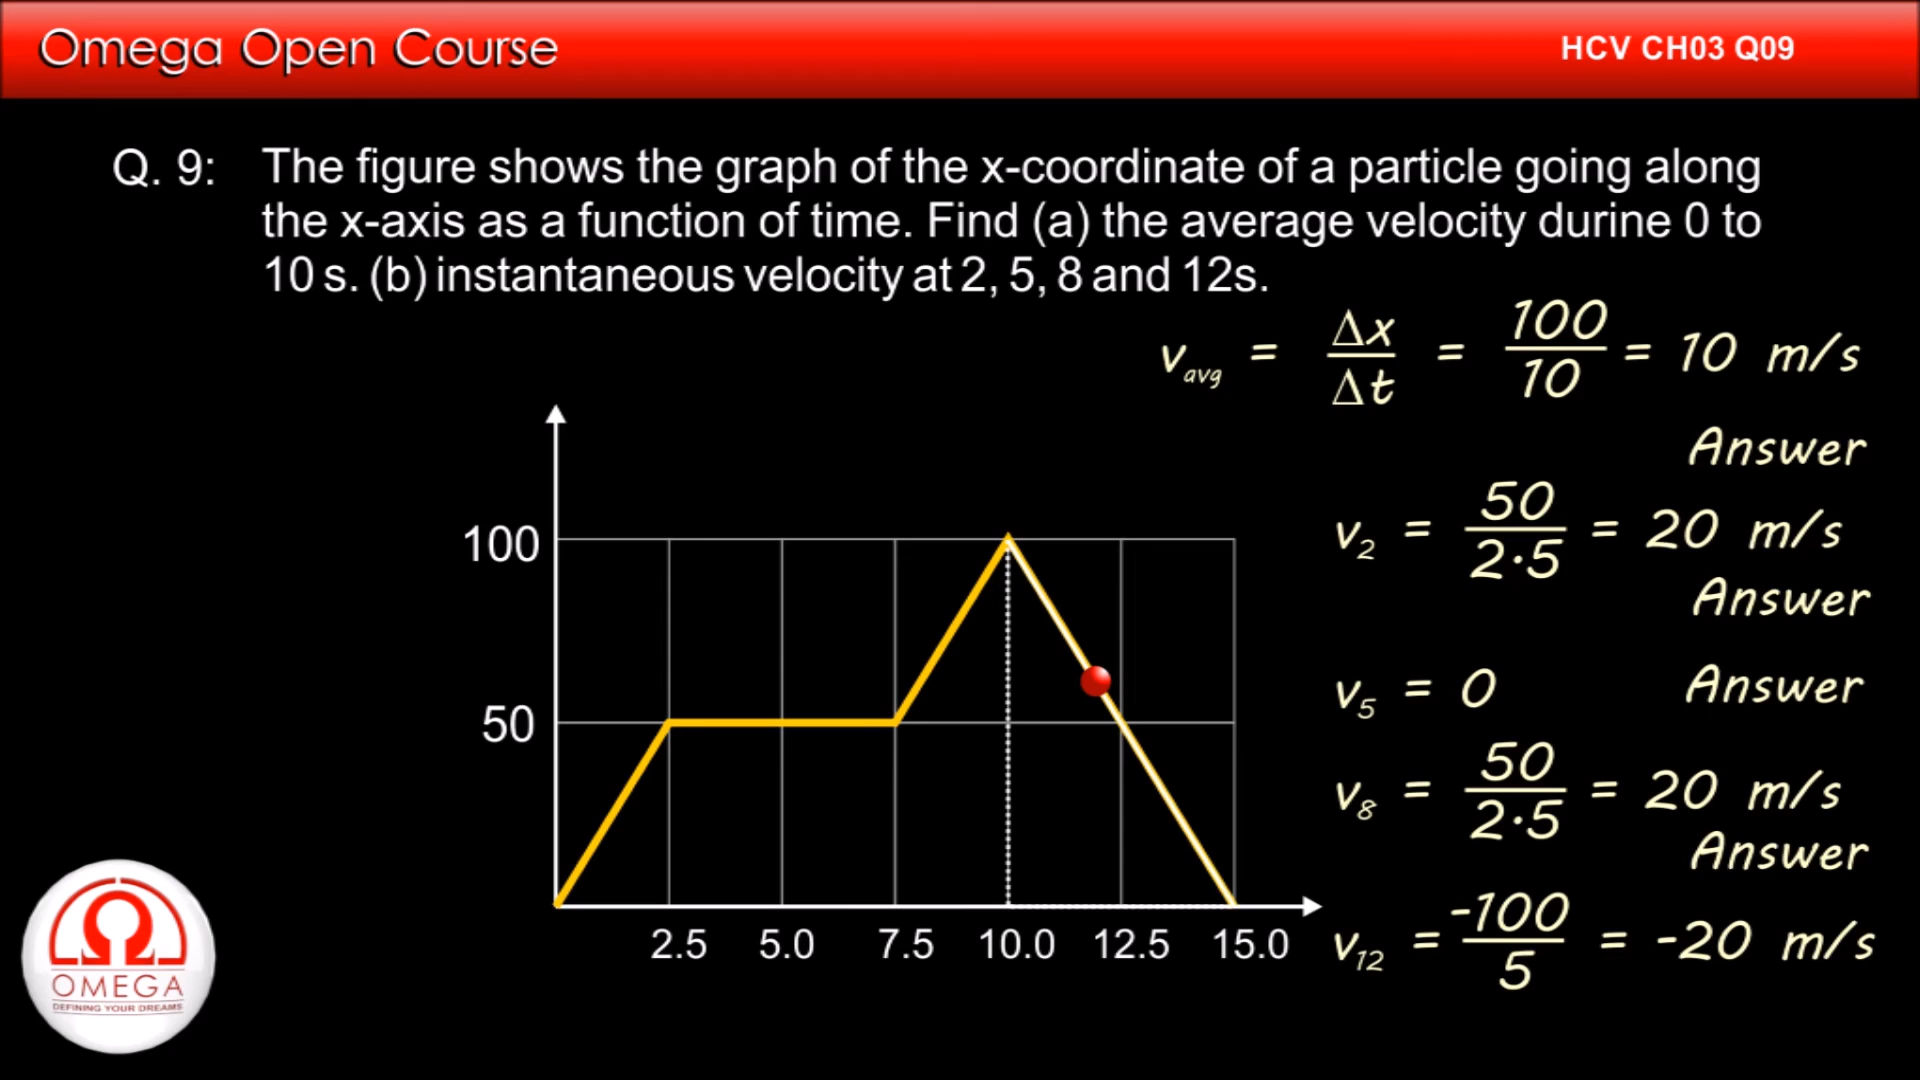 Omega Open Course
HCV CH03 Q09
Q. 9: The figure shows the graph of the x-coordinate of a particle going along
the x-axis as a function of time. Find (a) the average velocity durine 0 to
10 s. (b) instantaneous velocity at 2, 5, 8 and 12s.
v_avg = Δx/Δt = 100/10 = 10 m/s
Answer
v_2 = 50/2·5 = 20 m/s
Answer
v_5 = 0 Answer
v_8 = 50/2·5 = 20 m/s
Answer
v_12 = -100/5 = -20 m/s
100
50
2.5 5.0 7.5 10.0 12.5 15.0
OMEGA
DEFINING YOUR DREAMS